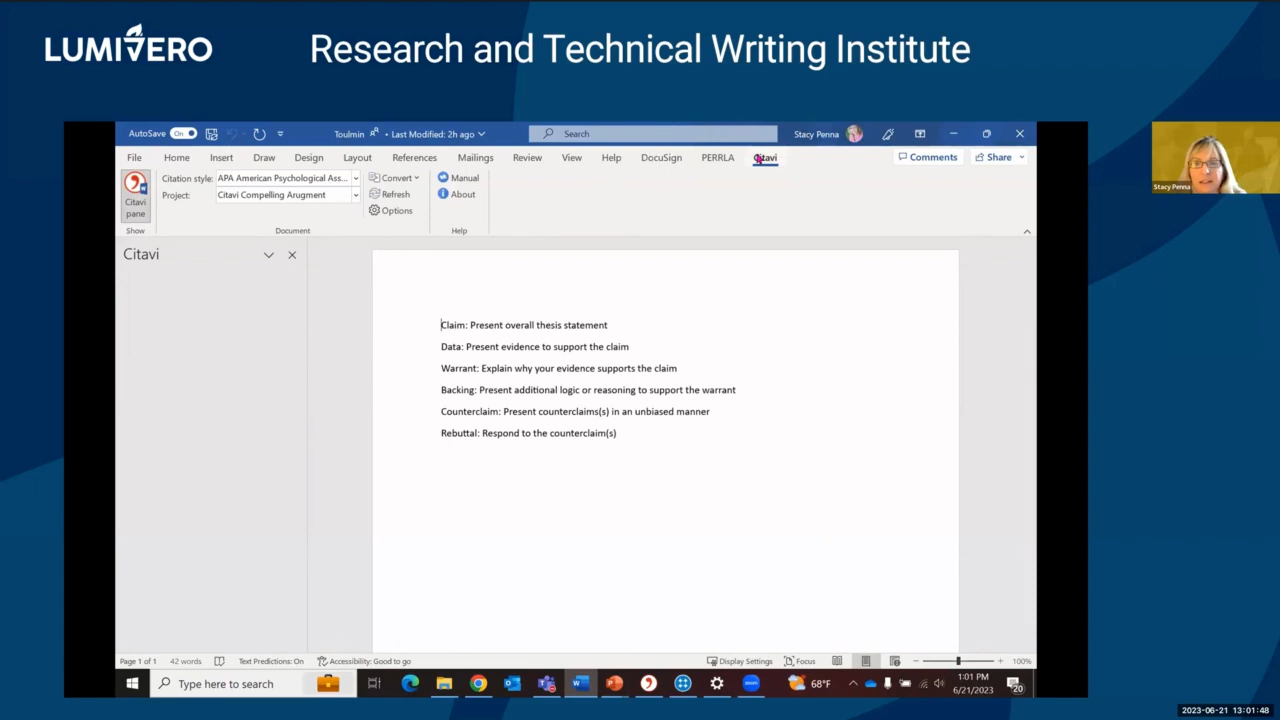 LUMIVERO
Research and Technical Writing Institute
AutoSave On Toulmin • Last Modified: 2h ago Search Stacy Penna
File Home Insert Draw Design Layout References Mailings Review View Help DocuSign PERRLA Citavi Comments Share
Citation style: APA American Psychological Ass... Convert Manual
Project: Citavi Compelling Arugment Refresh About
Options
Citavi
pane
Show Document Help
Citavi
Claim: Present overall thesis statement
Data: Present evidence to support the claim
Warrant: Explain why your evidence supports the claim
Backing: Present additional logic or reasoning to support the warrant
Counterclaim: Present counterclaims(s) in an unbiased manner
Rebuttal: Respond to the counterclaim(s)
Stacy Penna
Page 1 of 1 42 words Text Predictions: On Accessibility: Good to go Display Settings Focus 100%
Type here to search 68°F 1:01 PM
6/21/2023 20
2023-06-21 13:01:48